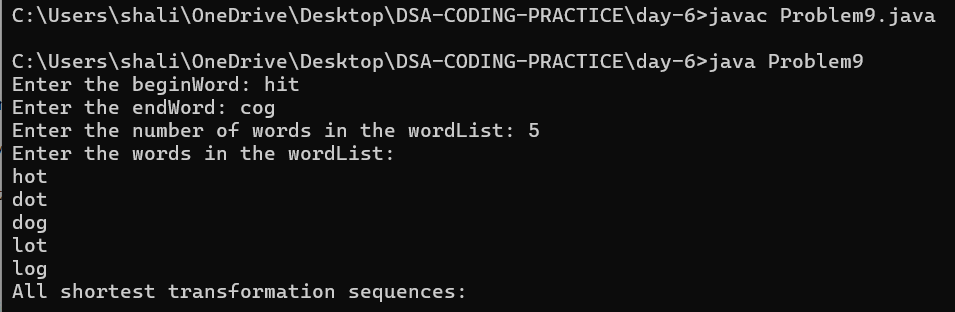 C:\Users\shali\OneDrive\Desktop\DSA-CODING-PRACTICE\day-6>javac Problem9.java
C:\Users\shali\OneDrive\Desktop\DSA-CODING-PRACTICE\day-6>java Problem9
Enter the beginWord: hit
Enter the endWord: cog
Enter the number of words in the wordList: 5
Enter the words in the wordList:
hot
dot
dog
lot
log
All shortest transformation sequences: